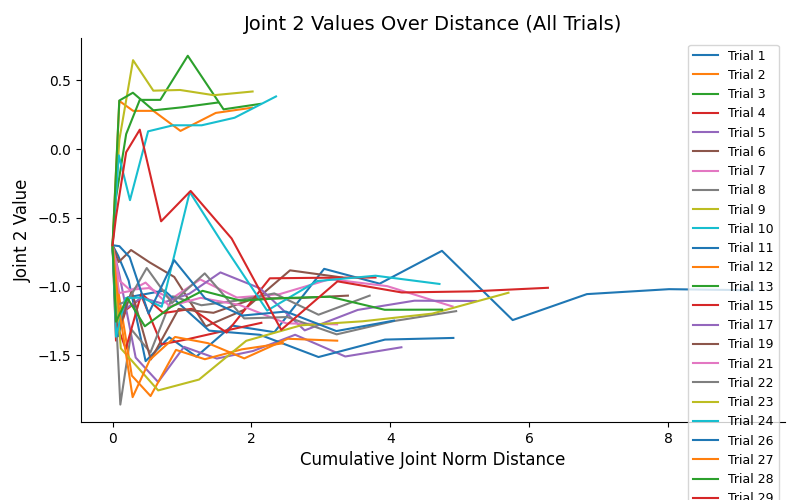 Joint 2 Values Over Distance (All Trials)
Joint 2 Value
0.5
0.0
−0.5
−1.0
−1.5
0
2
4
6
8
Cumulative Joint Norm Distance
Trial 1
Trial 2
Trial 3
Trial 4
Trial 5
Trial 6
Trial 7
Trial 8
Trial 9
Trial 10
Trial 11
Trial 12
Trial 13
Trial 15
Trial 17
Trial 19
Trial 21
Trial 22
Trial 23
Trial 24
Trial 26
Trial 27
Trial 28
Trial 29